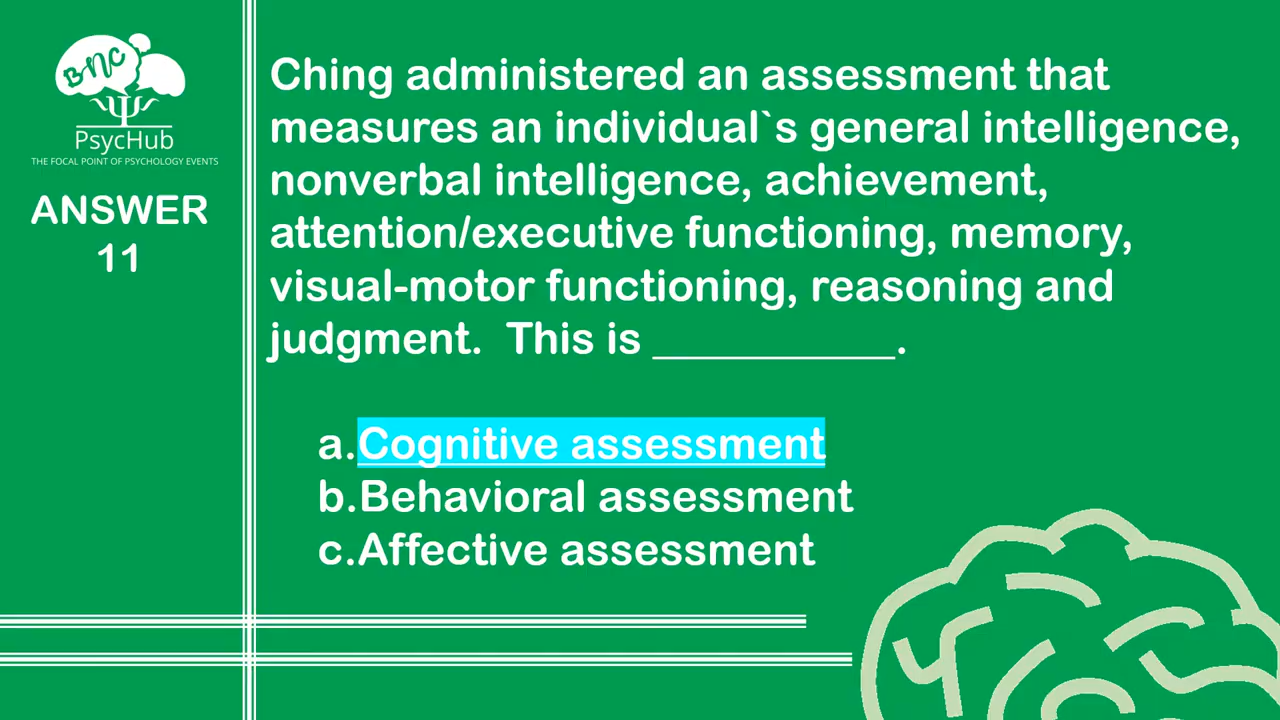 BNC
PsycHub
THE FOCAL POINT OF PSYCHOLOGY EVENTS
ANSWER
11
Ching administered an assessment that
measures an individual`s general intelligence,
nonverbal intelligence, achievement,
attention/executive functioning, memory,
visual-motor functioning, reasoning and
judgment.  This is ___________.
a.Cognitive assessment
b.Behavioral assessment
c.Affective assessment